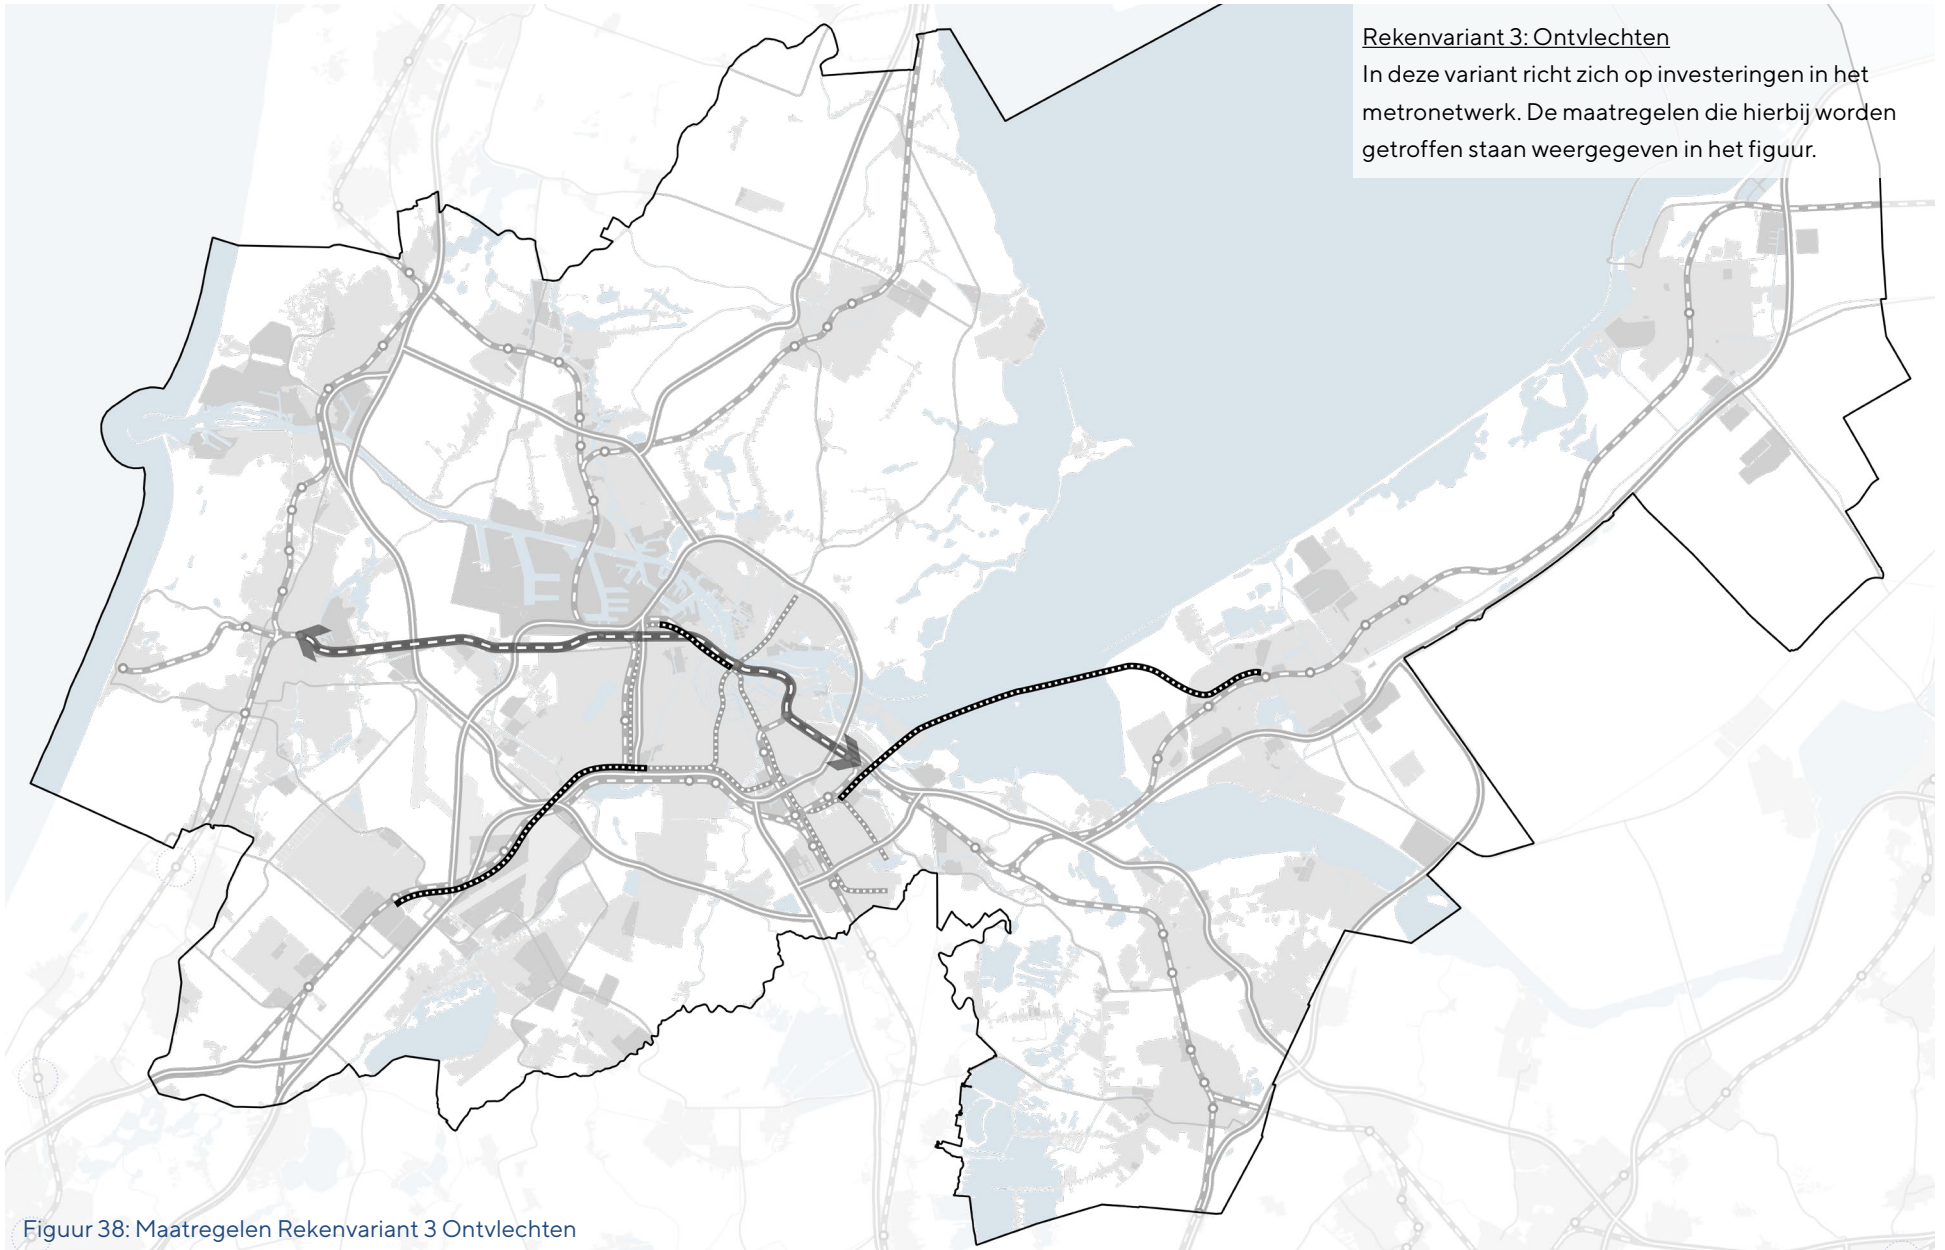 Rekenvariant 3: Ontvlechten
In deze variant richt zich op investeringen in het
metronetwerk. De maatregelen die hierbij worden
getroffen staan weergegeven in het figuur.
Figuur 38: Maatregelen Rekenvariant 3 Ontvlechten